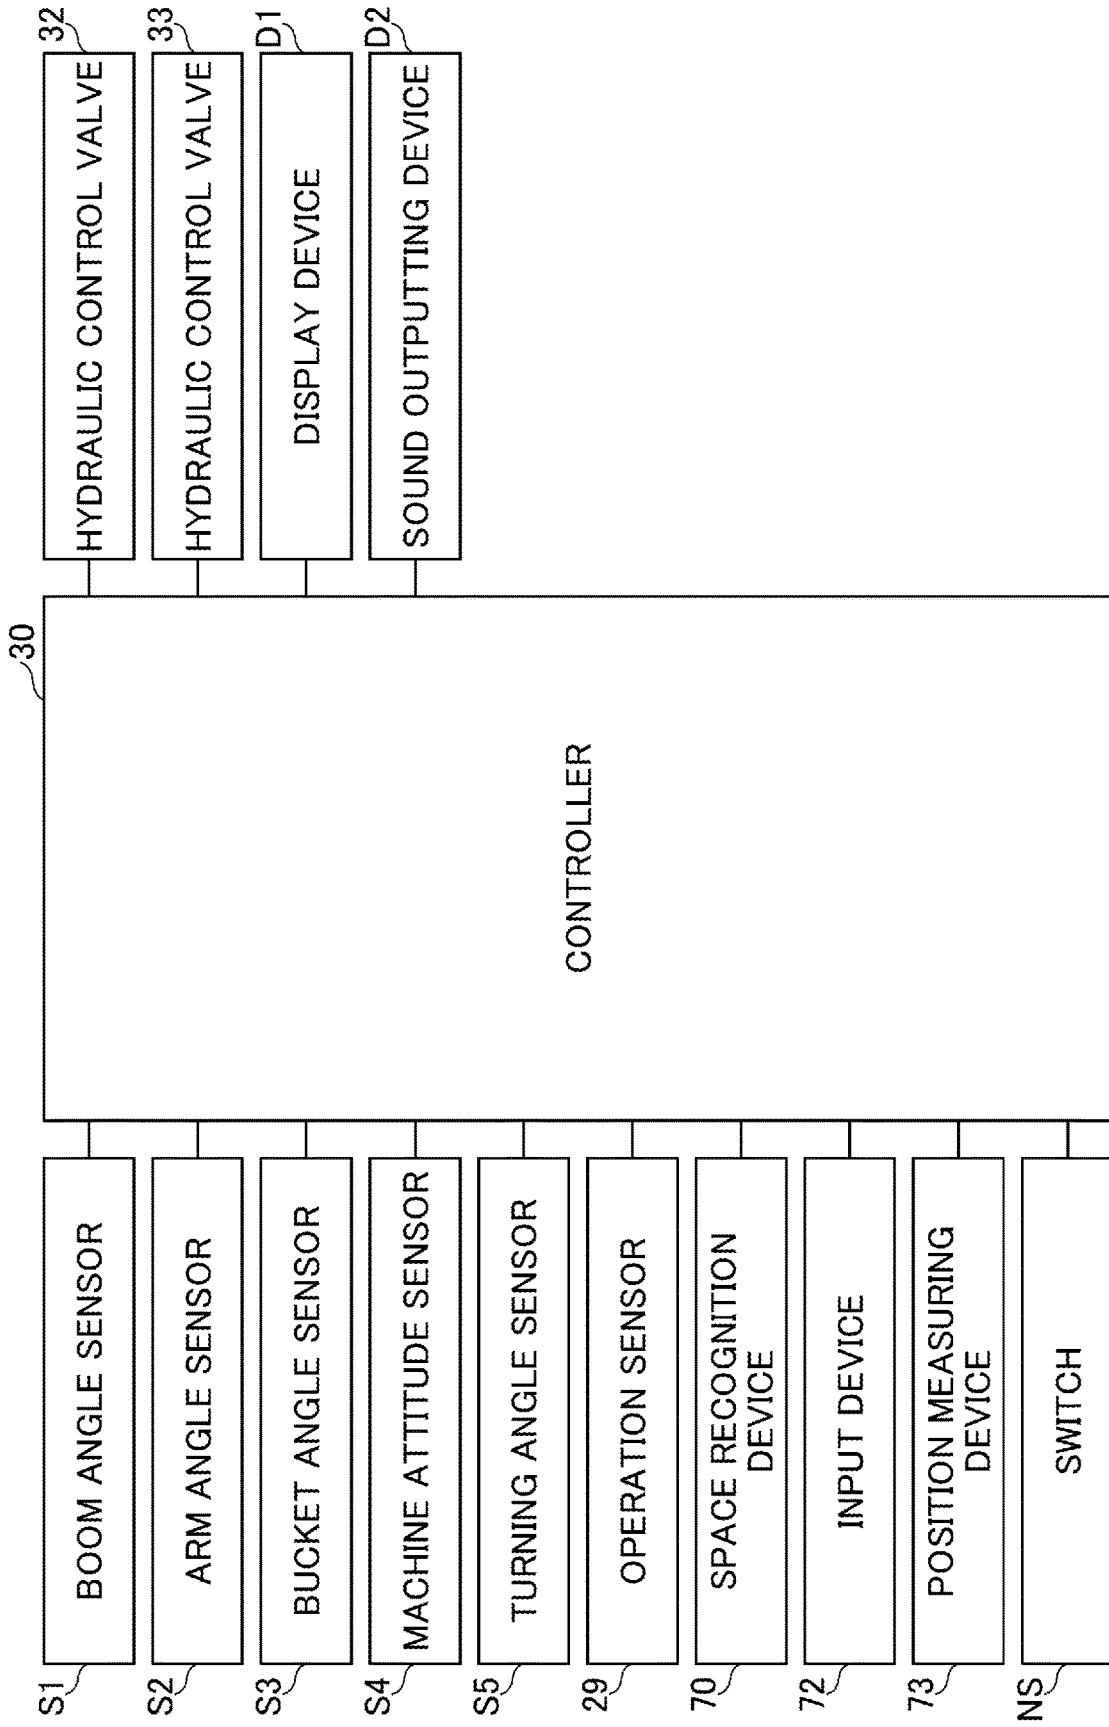 S1
BOOM ANGLE SENSOR
S2
ARM ANGLE SENSOR
S3
BUCKET ANGLE SENSOR
S4
MACHINE ATTITUDE SENSOR
S5
TURNING ANGLE SENSOR
29
OPERATION SENSOR
70
SPACE RECOGNITION
DEVICE
72
INPUT DEVICE
73
POSITION MEASURING
DEVICE
NS
SWITCH
30
CONTROLLER
32
HYDRAULIC CONTROL VALVE
33
HYDRAULIC CONTROL VALVE
D1
DISPLAY DEVICE
D2
SOUND OUTPUTTING DEVICE